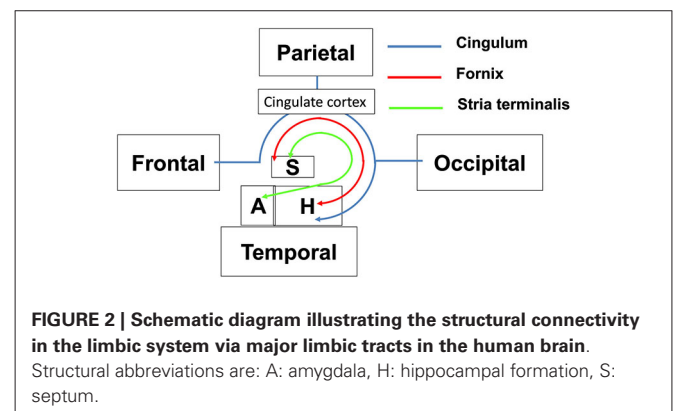 Parietal
Cingulum
Fornix
Stria terminalis
Cingulate cortex
Frontal
S
Occipital
A
H
Temporal
FIGURE 2 | Schematic diagram illustrating the structural connectivity
in the limbic system via major limbic tracts in the human brain.
Structural abbreviations are: A: amygdala, H: hippocampal formation, S:
septum.